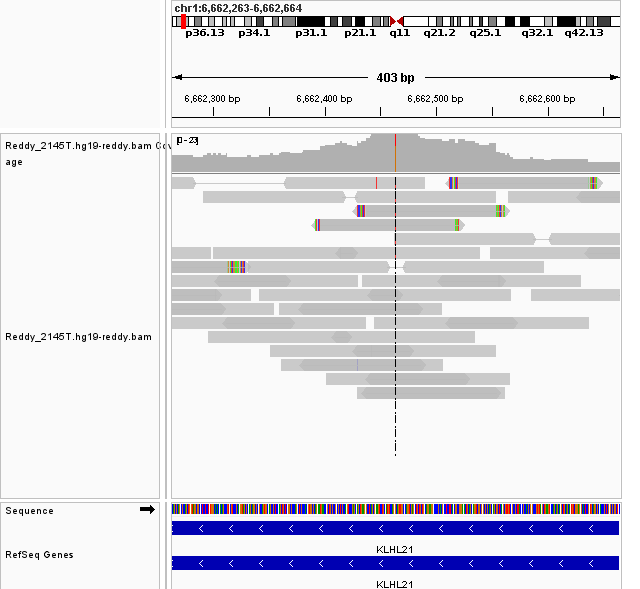 chr1:6,662,263-6,662,664
p36.13 p34.1 p31.1 p21.1 q11 q21.2 q25.1 q32.1 q42.13
403 bp
6,662,300 bp 6,662,400 bp 6,662,500 bp 6,662,600 bp
Reddy_2145T.hg19-reddy.bam Cov
age
[0-23]
Reddy_2145T.hg19-reddy.bam
Sequence
KLHL21
RefSeq Genes
KLHL21